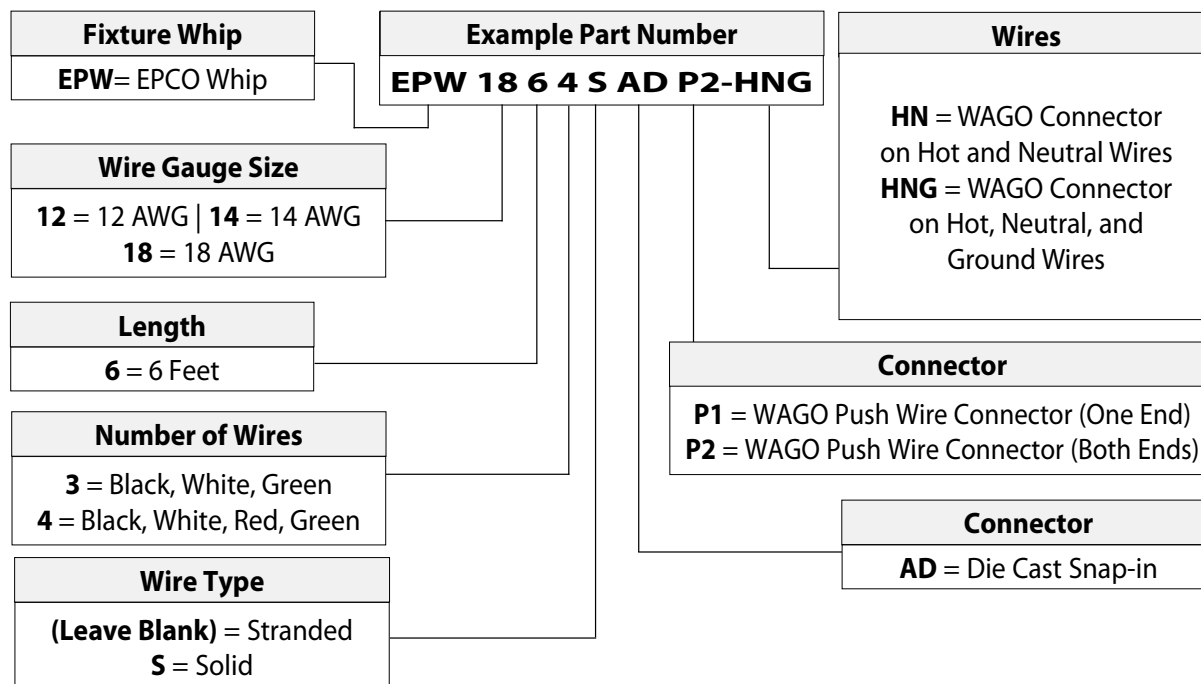 Fixture Whip
EPW= EPCO Whip
Example Part Number
EPW 18 6 4 S AD P2-HNG
Wires
HN = WAGO Connector
on Hot and Neutral Wires
HNG = WAGO Connector
on Hot, Neutral, and
Ground Wires
Wire Gauge Size
12 = 12 AWG | 14 = 14 AWG
18 = 18 AWG
Length
6 = 6 Feet
Connector
P1 = WAGO Push Wire Connector (One End)
P2 = WAGO Push Wire Connector (Both Ends)
Number of Wires
3 = Black, White, Green
4 = Black, White, Red, Green
Connector
AD = Die Cast Snap-in
Wire Type
(Leave Blank) = Stranded
S = Solid